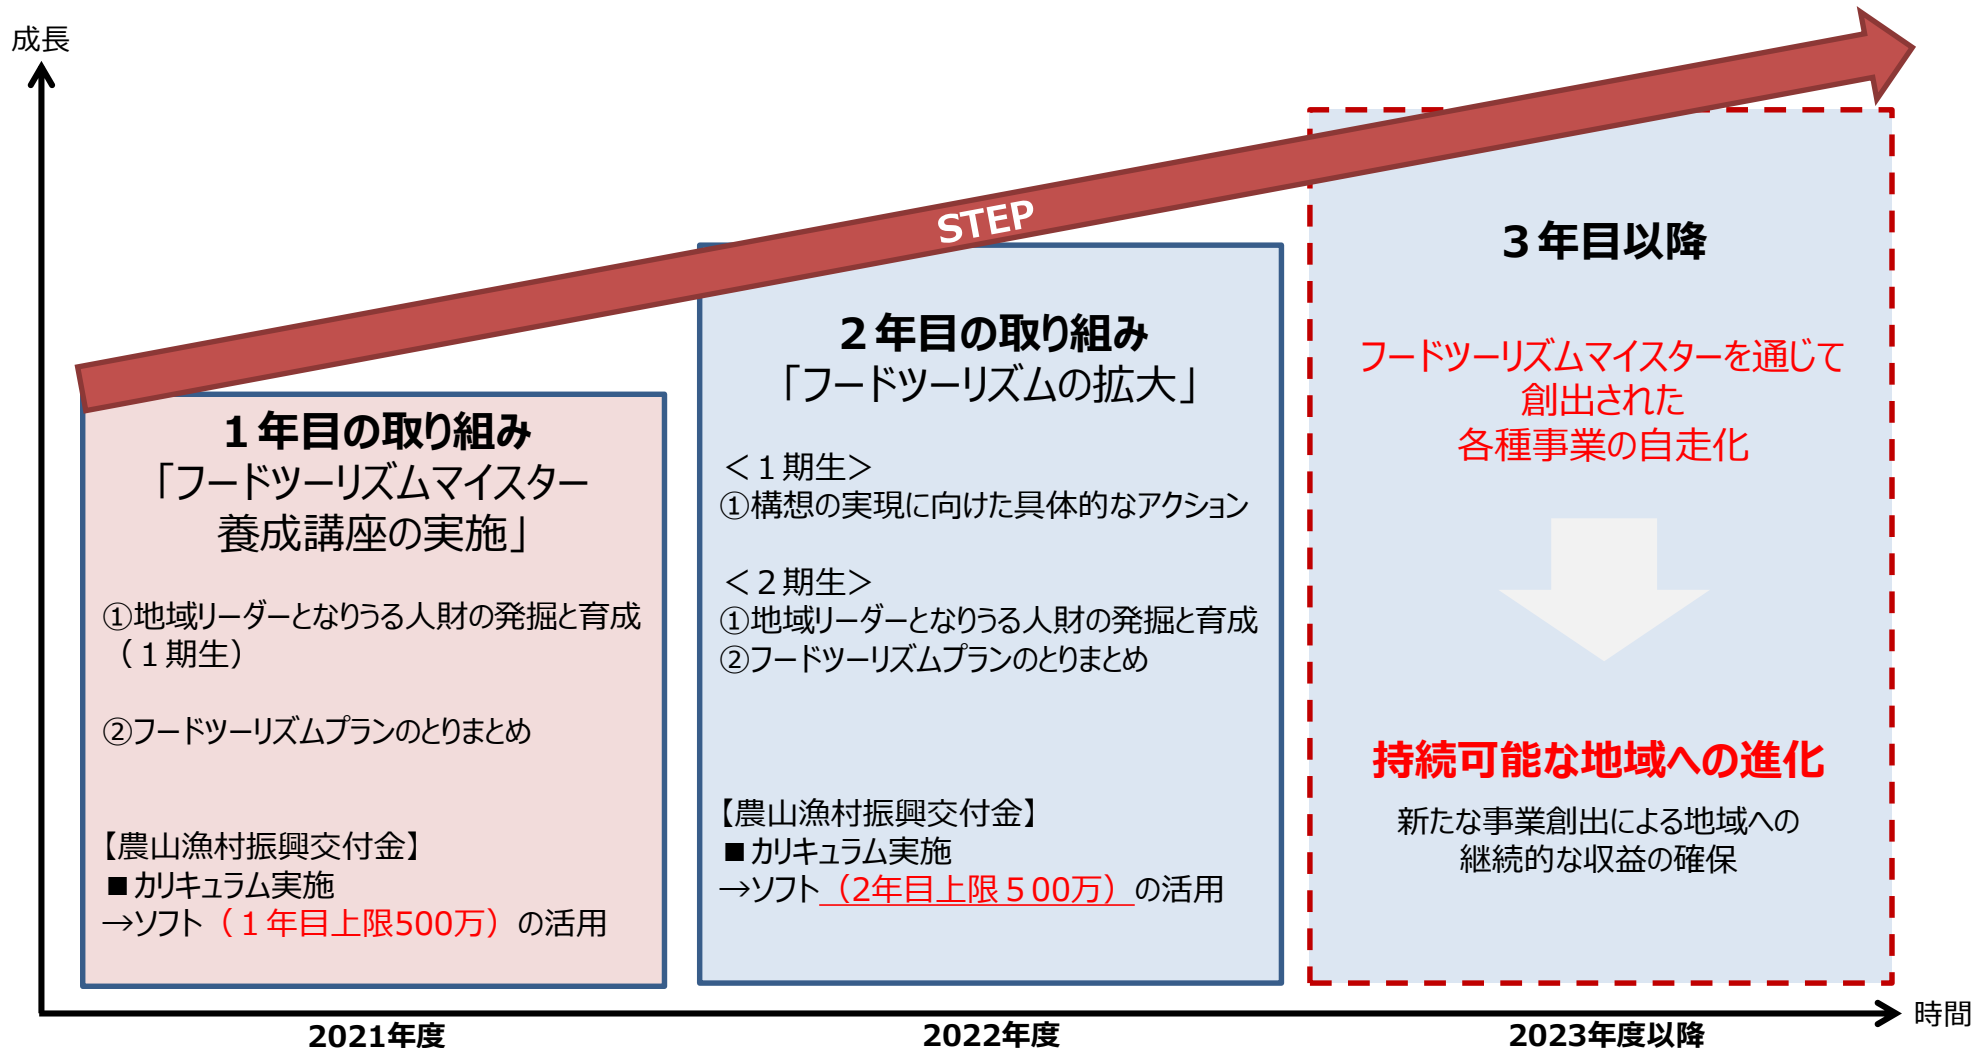 成長
STEP
１年目の取り組み
「フードツーリズムマイスター
養成講座の実施」
①地域リーダーとなりうる人財の発掘と育成
（１期生）
②フードツーリズムプランのとりまとめ
【農山漁村振興交付金】
■カリキュラム実施
→ソフト（１年目上限500万）の活用
２年目の取り組み
「フードツーリズムの拡大」
＜１期生＞
①構想の実現に向けた具体的なアクション
＜２期生＞
①地域リーダーとなりうる人財の発掘と育成
②フードツーリズムプランのとりまとめ
【農山漁村振興交付金】
■カリキュラム実施
→ソフト（2年目上限５00万）の活用
３年目以降
フードツーリズムマイスターを通じて
創出された
各種事業の自走化
持続可能な地域への進化
新たな事業創出による地域への
継続的な収益の確保
時間
2021年度
2022年度
2023年度以降